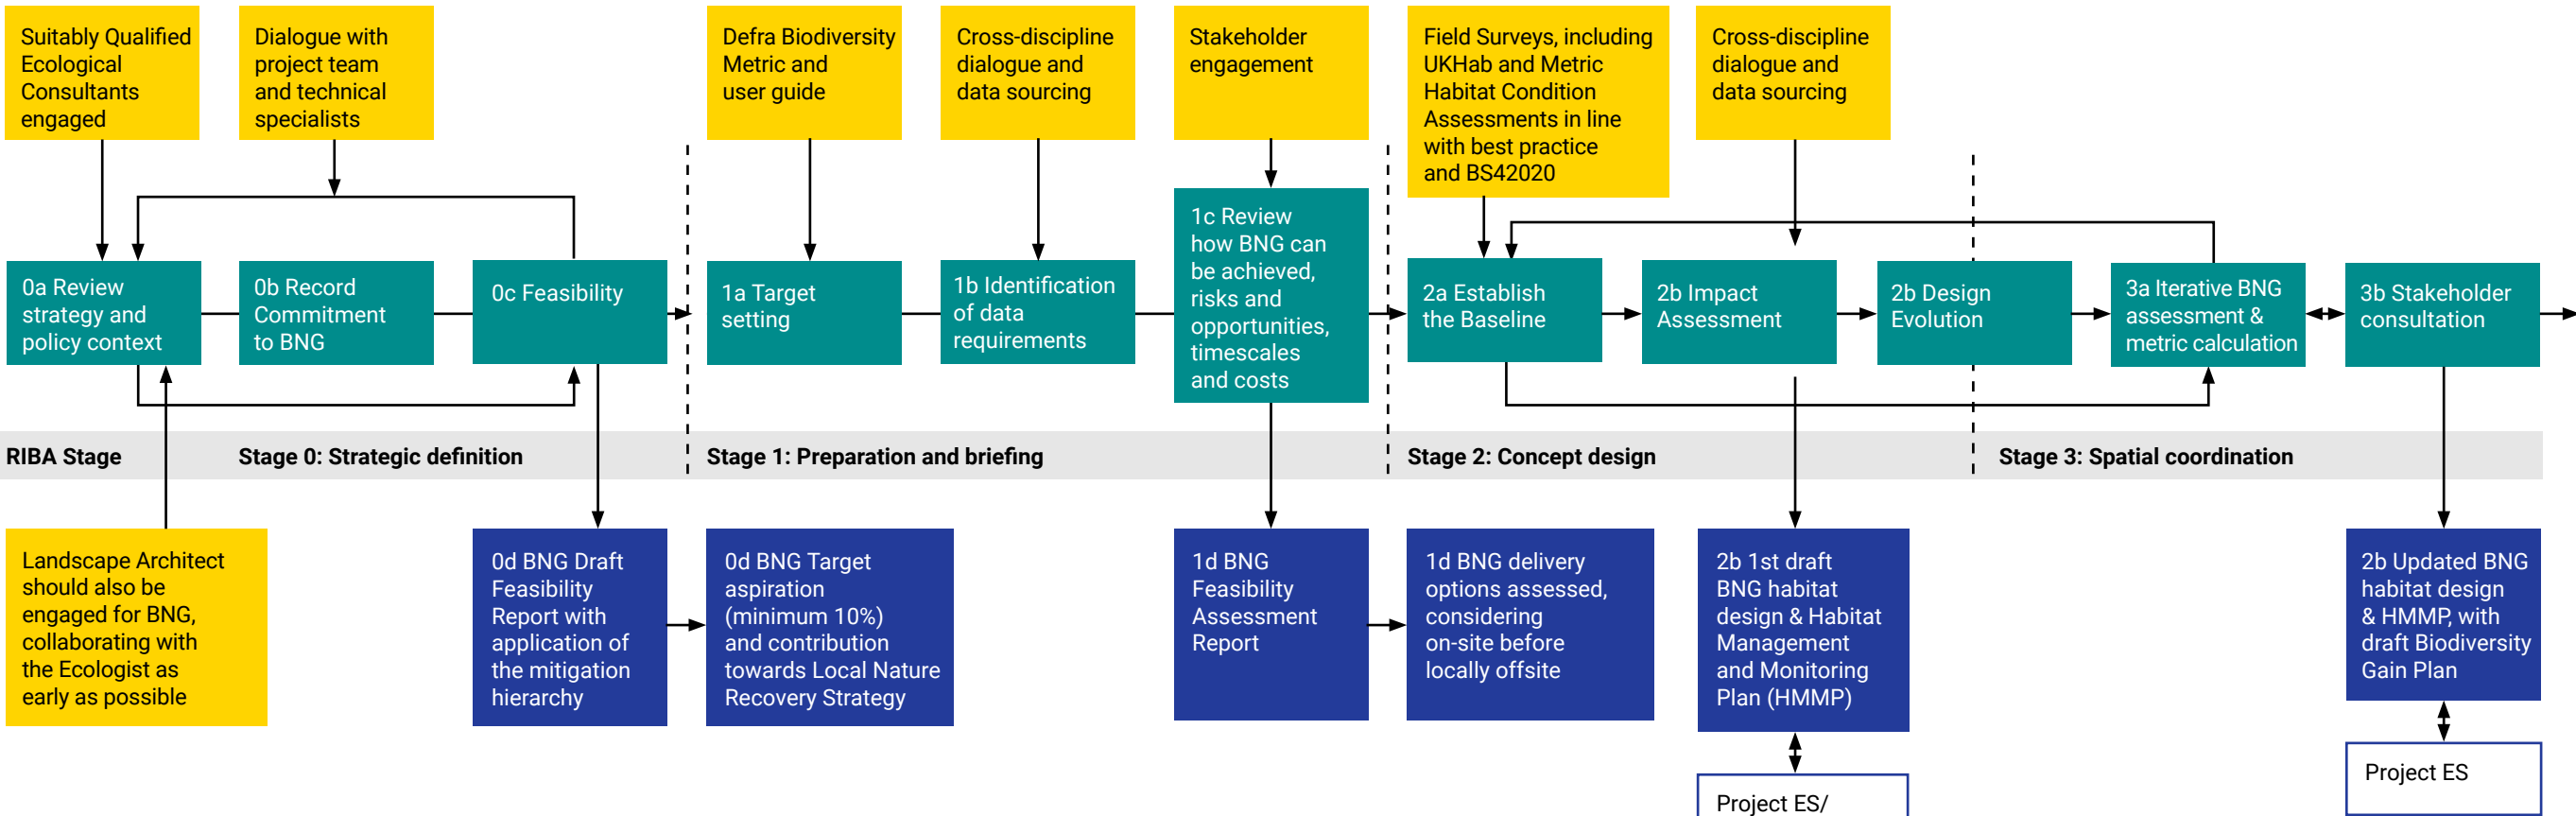 Suitably Qualified
Ecological
Consultants
engaged
Dialogue with
project team
and technical
specialists
Defra Biodiversity
Metric and
user guide
Cross-discipline
dialogue and
data sourcing
Stakeholder
engagement
Field Surveys, including
UKHab and Metric
Habitat Condition
Assessments in line
with best practice
and BS42020
Cross-discipline
dialogue and
data sourcing
0a Review
strategy and
policy context
0b Record
Commitment
to BNG
0c Feasibility
1a Target
setting
1b Identification
of data
requirements
1c Review
how BNG can
be achieved,
risks and
opportunities,
timescales
and costs
2a Establish
the Baseline
2b Impact
Assessment
2b Design
Evolution
3a Iterative BNG
assessment &
metric calculation
3b Stakeholder
consultation
RIBA Stage
Stage 0: Strategic definition
Stage 1: Preparation and briefing
Stage 2: Concept design
Stage 3: Spatial coordination
Landscape Architect
should also be
engaged for BNG,
collaborating with
the Ecologist as
early as possible
0d BNG Draft
Feasibility
Report with
application of
the mitigation
hierarchy
0d BNG Target
aspiration
(minimum 10%)
and contribution
towards Local Nature
Recovery Strategy
1d BNG
Feasibility
Assessment
Report
1d BNG delivery
options assessed,
considering
on-site before
locally offsite
2b 1st draft
BNG habitat
design & Habitat
Management
and Monitoring
Plan (HMMP)
2b Updated BNG
habitat design
& HMMP, with
draft Biodiversity
Gain Plan
Project ES/
Project ES